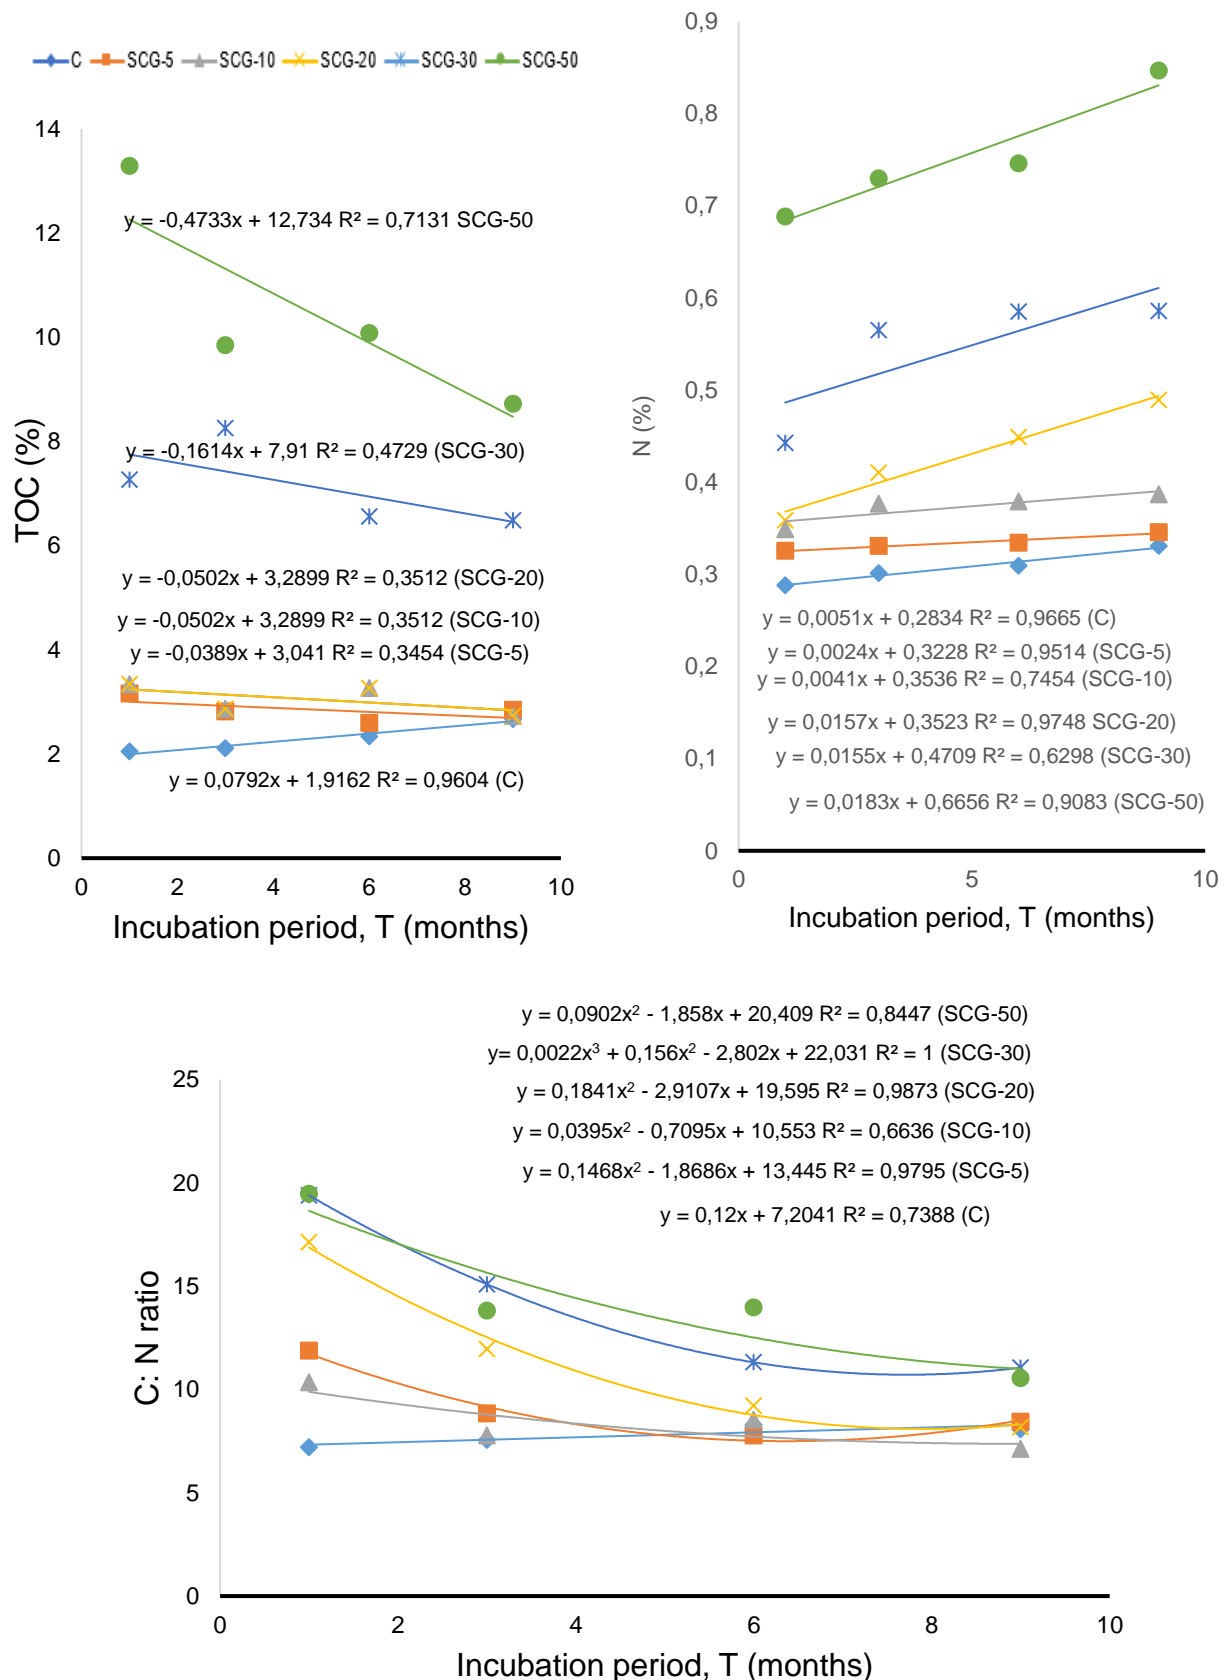 C SCG-5 SCG-10 SCG-20 SCG-30 SCG-50
14
12
10
8
6
4
2
0
TOC (%)
y = -0,4733x + 12,734 R² = 0,7131 SCG-50
y = -0,1614x + 7,91 R² = 0,4729 (SCG-30)
y = -0,0502x + 3,2899 R² = 0,3512 (SCG-20)
y = -0,0502x + 3,2899 R² = 0,3512 (SCG-10)
y = -0,0389x + 3,041 R² = 0,3454 (SCG-5)
y = 0,0792x + 1,9162 R² = 0,9604 (C)
0 2 4 6 8 10
Incubation period, T (months)
0,9
0,8
0,7
0,6
0,5
0,4
0,3
0,2
0,1
0
N (%)
y = 0,0051x + 0,2834 R² = 0,9665 (C)
y = 0,0024x + 0,3228 R² = 0,9514 (SCG-5)
y = 0,0041x + 0,3536 R² = 0,7454 (SCG-10)
y = 0,0157x + 0,3523 R² = 0,9748 SCG-20)
y = 0,0155x + 0,4709 R² = 0,6298 (SCG-30)
y = 0,0183x + 0,6656 R² = 0,9083 (SCG-50)
0 5 10
Incubation period, T (months)
y = 0,0902x² - 1,858x + 20,409 R² = 0,8447 (SCG-50)
y= 0,0022x³ + 0,156x² - 2,802x + 22,031 R² = 1 (SCG-30)
y = 0,1841x² - 2,9107x + 19,595 R² = 0,9873 (SCG-20)
y = 0,0395x² - 0,7095x + 10,553 R² = 0,6636 (SCG-10)
y = 0,1468x² - 1,8686x + 13,445 R² = 0,9795 (SCG-5)
y = 0,12x + 7,2041 R² = 0,7388 (C)
25
20
15
10
5
0
C: N ratio
0 2 4 6 8 10
Incubation period, T (months)